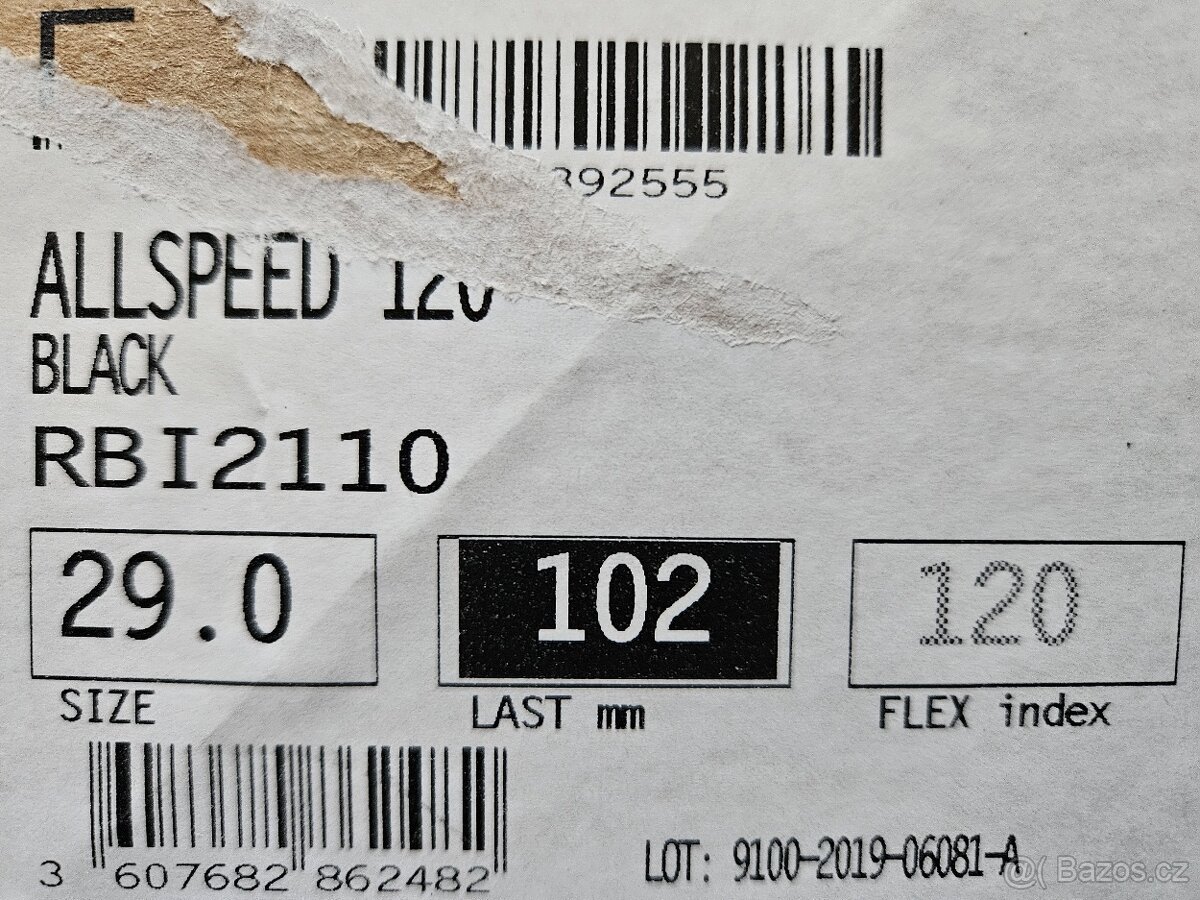 392555
ALLSPEED 120
BLACK
RBI2110
29.0
102
120
SIZE
LAST mm
FLEX index
3 607682 862482
LOT: 9100-2019-06081-A
@( Bazos.cz